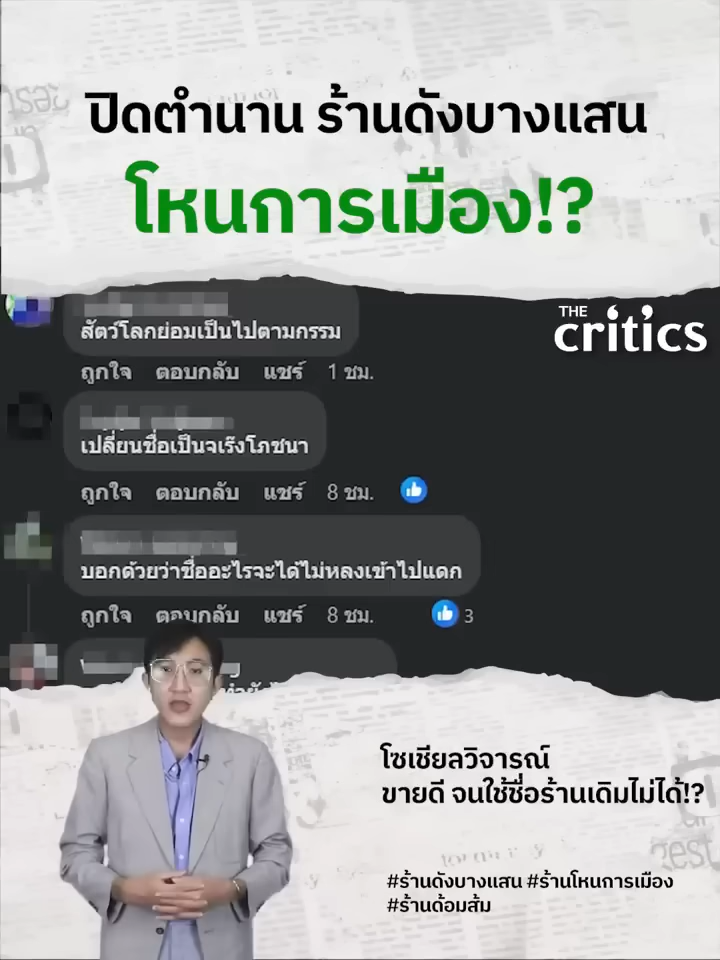 ปิดตำนาน ร้านดังบางแสน
โหนการเมือง!?
THE
critics
สัตว์โลกย่อมเป็นไปตามกรรม
ถูกใจ ตอบกลับ แชร์ 1 ชม.
เปลี่ยนชื่อเป็นจเร๊งโภชนา
ถูกใจ ตอบกลับ แชร์ 8 ชม.
บอกด้วยว่าชื่ออะไรจะได้ไม่หลงเข้าไปแดก
ถูกใจ ตอบกลับ แชร์ 8 ชม. 3
โซเชียลวิจารณ์
ขายดี จนใช้ชื่อร้านเดิมไม่ได้!?
#ร้านดังบางแสน #ร้านโหนการเมือง
#ร้านด้อมส้ม